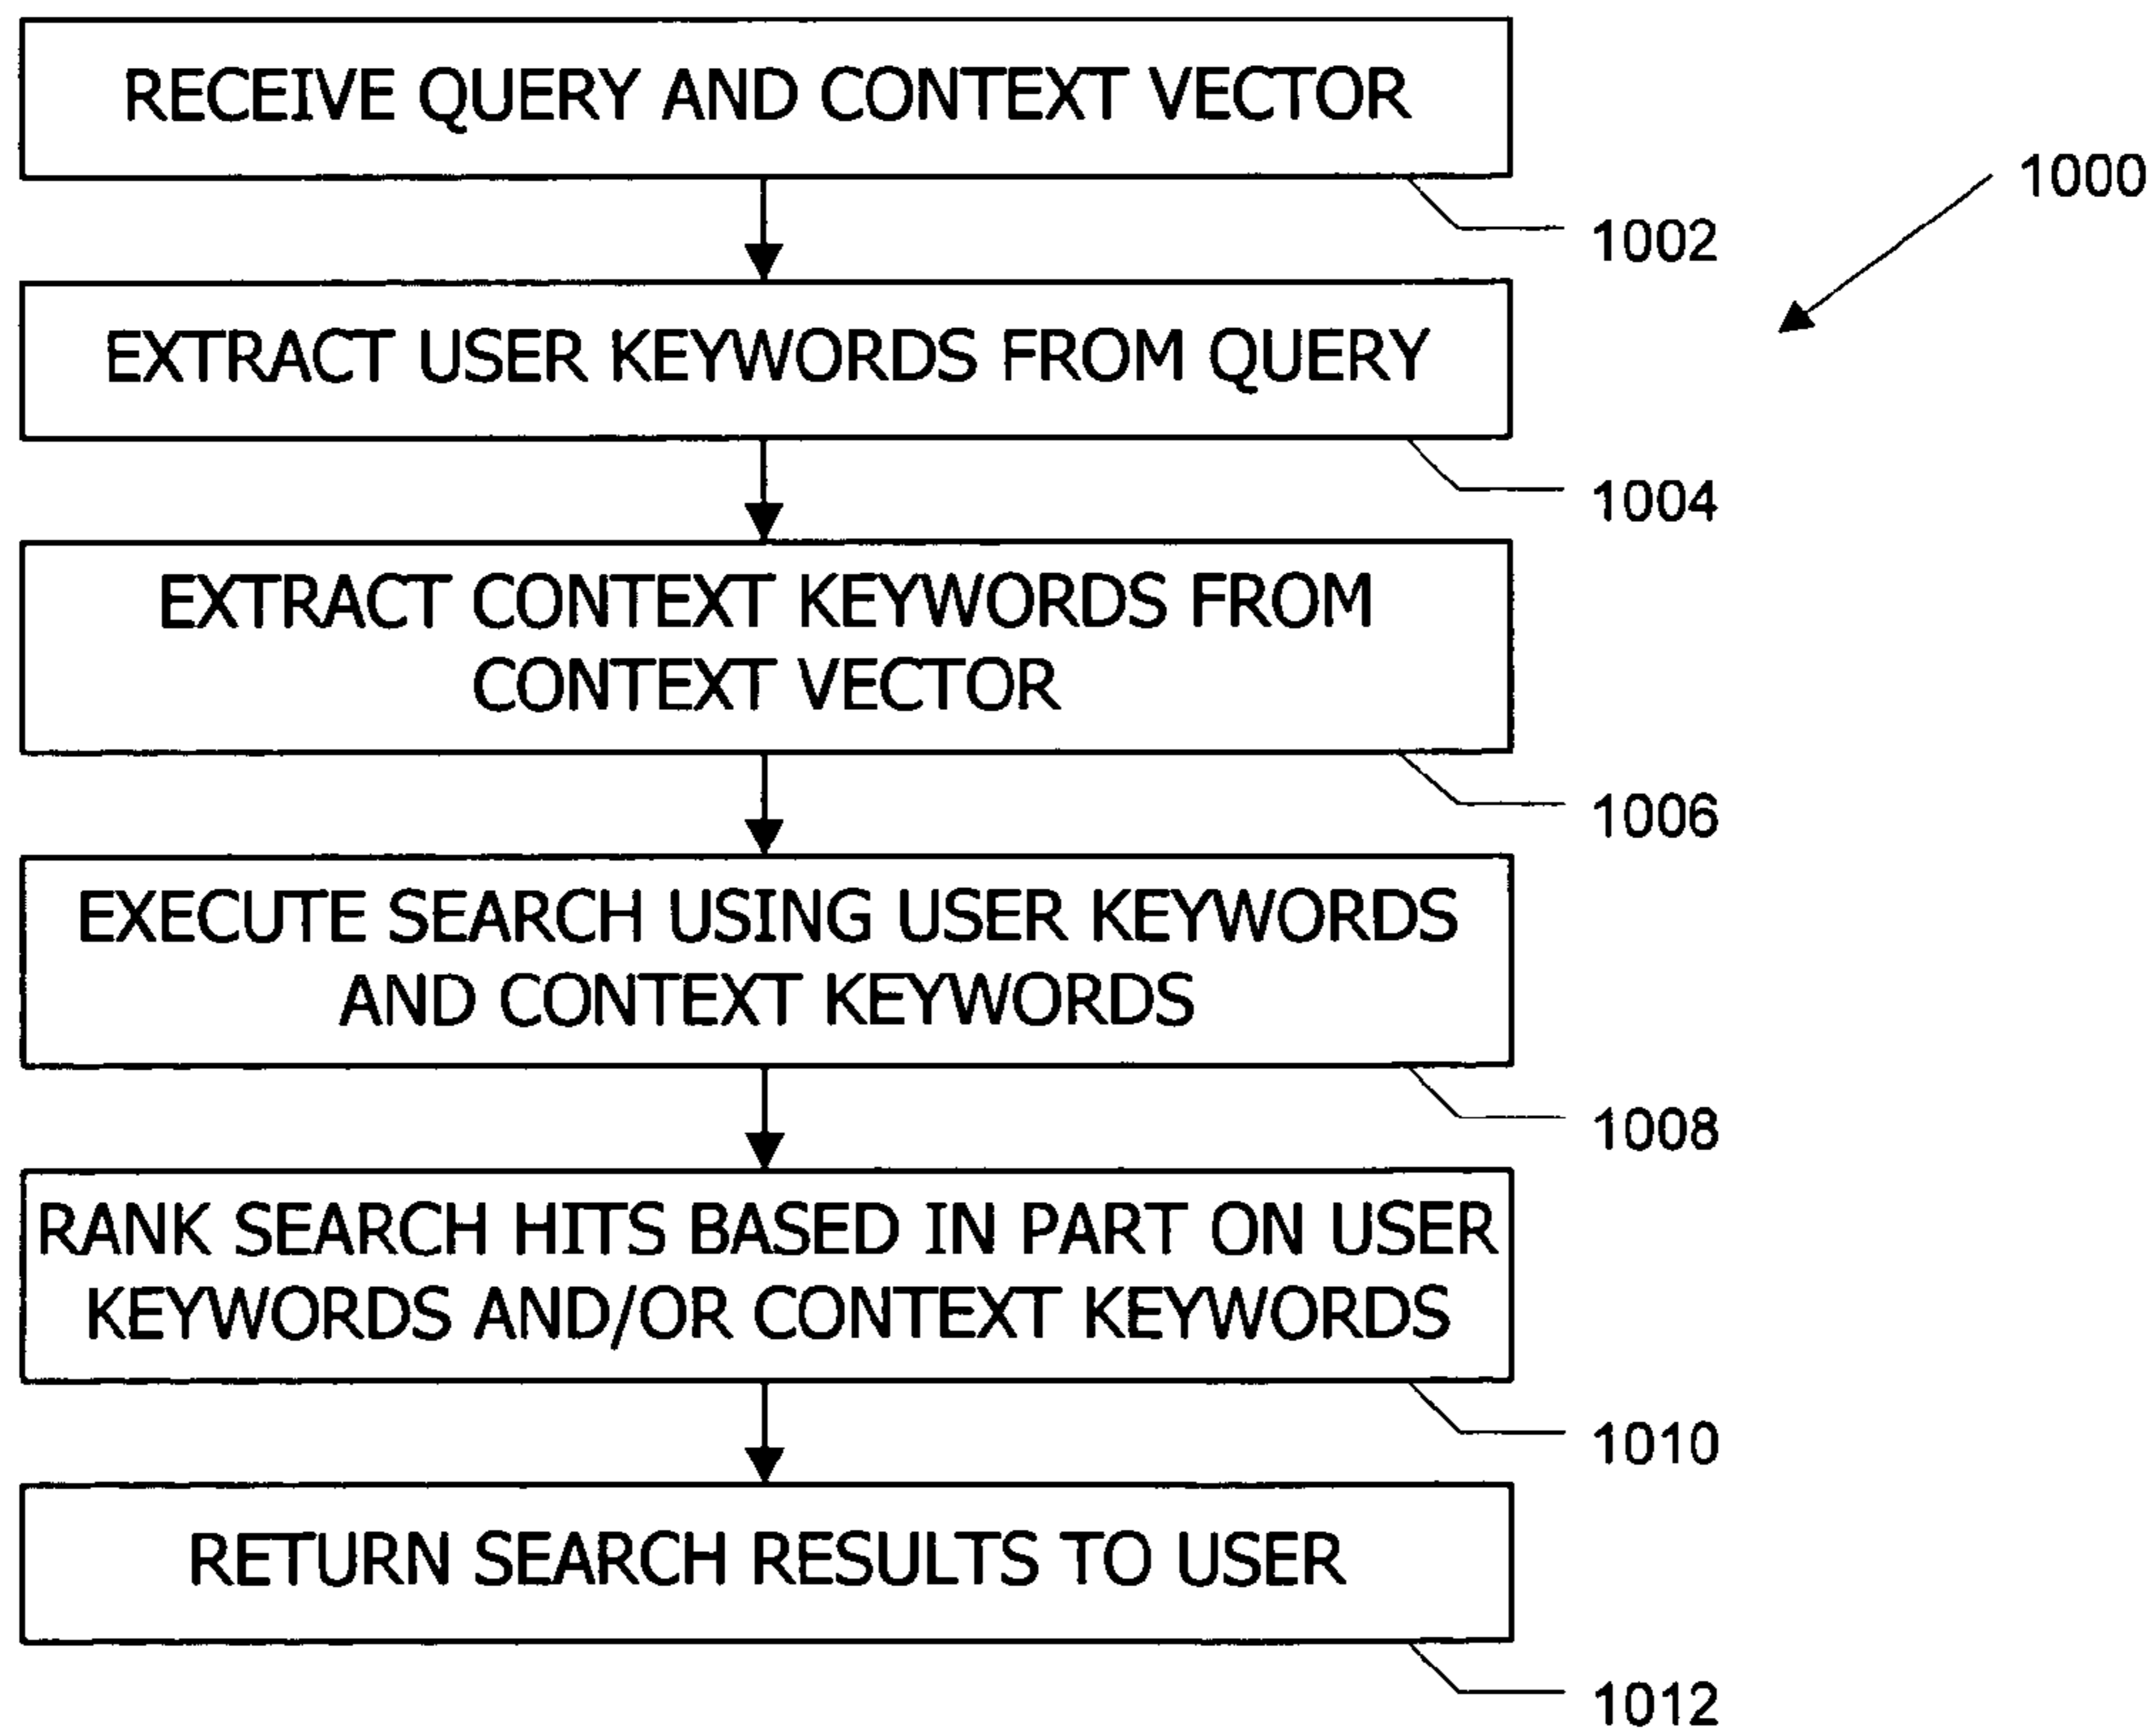 RECEIVE QUERY AND CONTEXT VECTOR
1000
1002
EXTRACT USER KEYWORDS FROM QUERY
1004
EXTRACT CONTEXT KEYWORDS FROM
CONTEXT VECTOR
1006
EXECUTE SEARCH USING USER KEYWORDS
AND CONTEXT KEYWORDS
1008
RANK SEARCH HITS BASED IN PART ON USER
KEYWORDS AND/OR CONTEXT KEYWORDS
1010
RETURN SEARCH RESULTS TO USER
1012